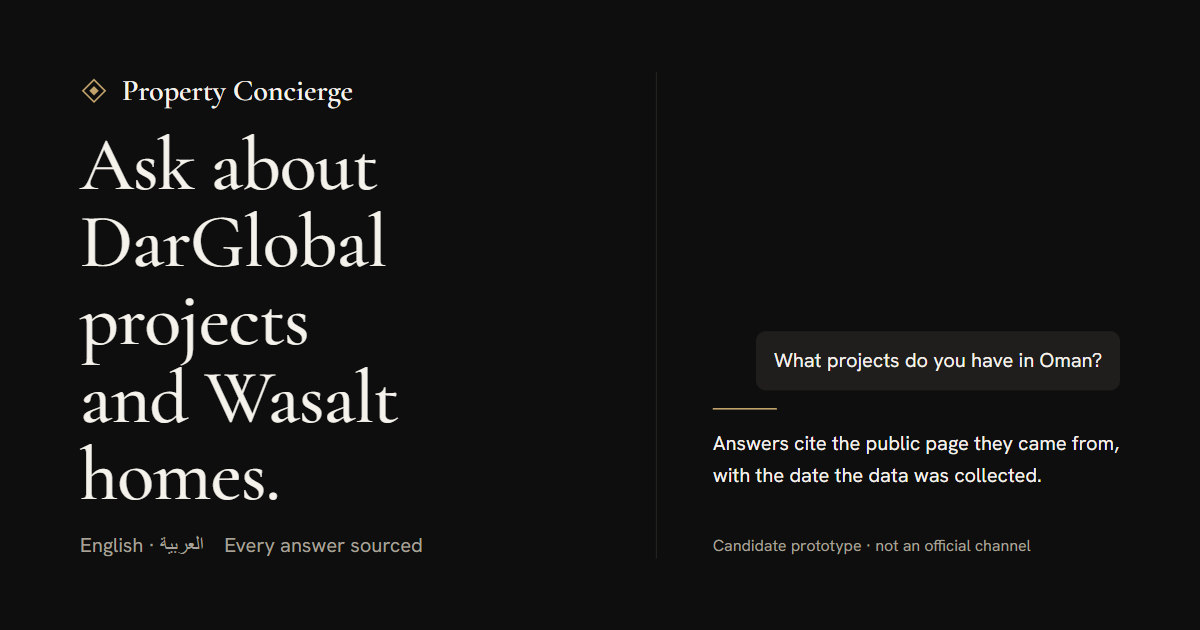 Property Concierge
Ask about
DarGlobal
projects
and Wasalt
homes.
English · العربية Every answer sourced
What projects do you have in Oman?
Answers cite the public page they came from,
with the date the data was collected.
Candidate prototype · not an official channel